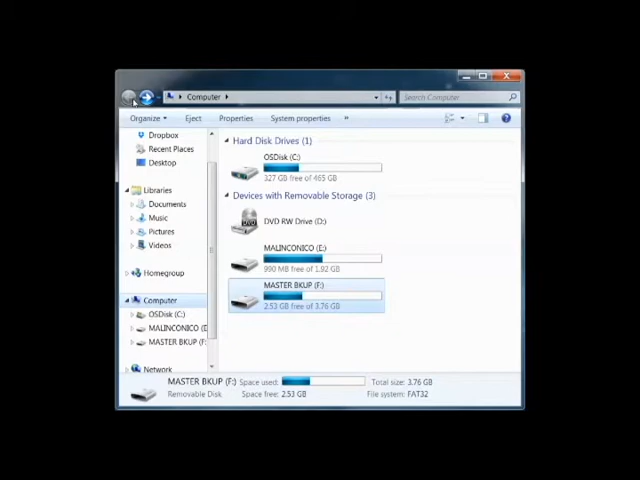 Computer
Search Computer
Organize Eject Properties System properties »
Dropbox
Recent Places
Desktop
Libraries
Documents
Music
Pictures
Videos
Homegroup
Computer
OSDisk (C:)
MALINCONICO (E
MASTER BKUP (F:
Network
Hard Disk Drives (1)
OSDisk (C:)
327 GB free of 465 GB
Devices with Removable Storage (3)
DVD RW Drive (D:)
MALINCONICO (E:)
990 MB free of 1.92 GB
MASTER BKUP (F:)
2.53 GB free of 3.76 GB
MASTER BKUP (F:) Space used: Total size: 3.76 GB
Removable Disk Space free: 2.53 GB File system: FAT32